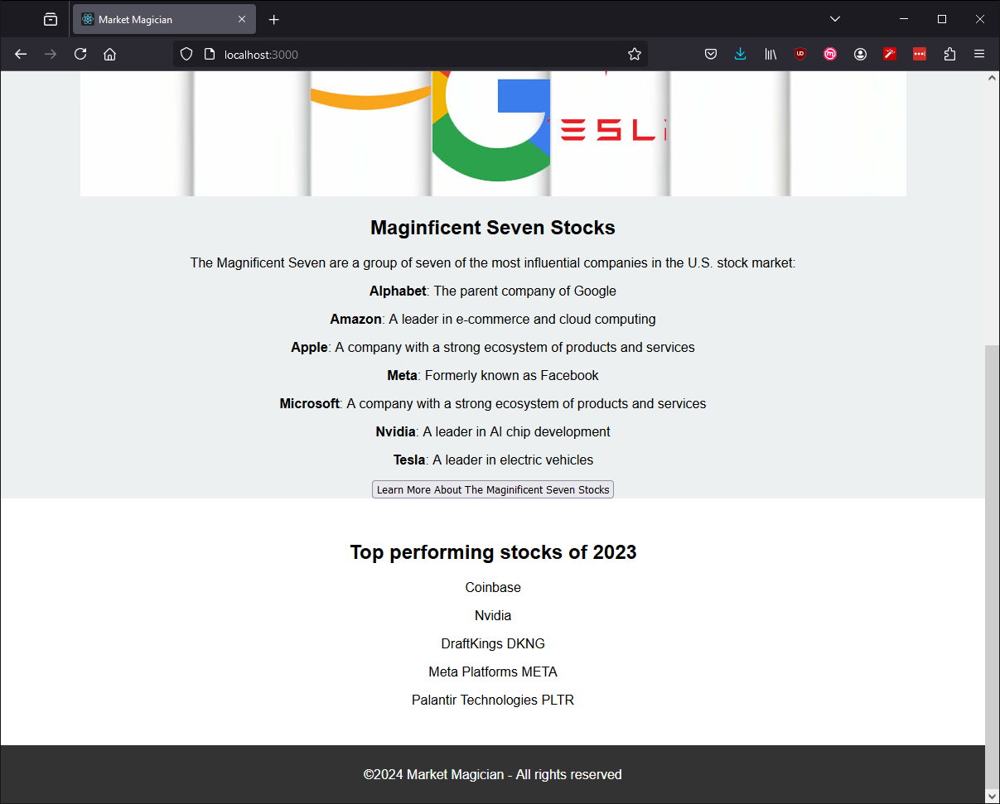 Market Magician
localhost:3000
TESL
Maginficent Seven Stocks
The Magnificent Seven are a group of seven of the most influential companies in the U.S. stock market:
Alphabet: The parent company of Google
Amazon: A leader in e-commerce and cloud computing
Apple: A company with a strong ecosystem of products and services
Meta: Formerly known as Facebook
Microsoft: A company with a strong ecosystem of products and services
Nvidia: A leader in AI chip development
Tesla: A leader in electric vehicles
Learn More About The Maginificent Seven Stocks
Top performing stocks of 2023
Coinbase
Nvidia
DraftKings DKNG
Meta Platforms META
Palantir Technologies PLTR
©2024 Market Magician - All rights reserved